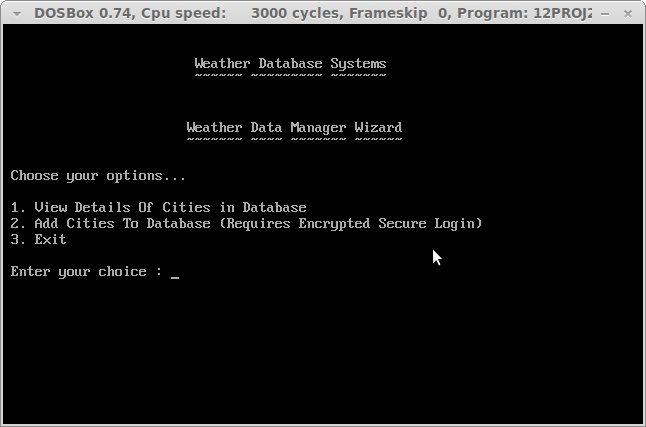 DOSBox 0.74, Cpu speed: 3000 cycles, Frameskip 0, Program: 12PROJ2
Weather Database Systems
~~~~~~~ ~~~~~~~~ ~~~~~~~
Weather Data Manager Wizard
~~~~~~~ ~~~~ ~~~~~~~ ~~~~~~
Choose your options...
1. View Details Of Cities in Database
2. Add Cities To Database (Requires Encrypted Secure Login)
3. Exit
Enter your choice : _